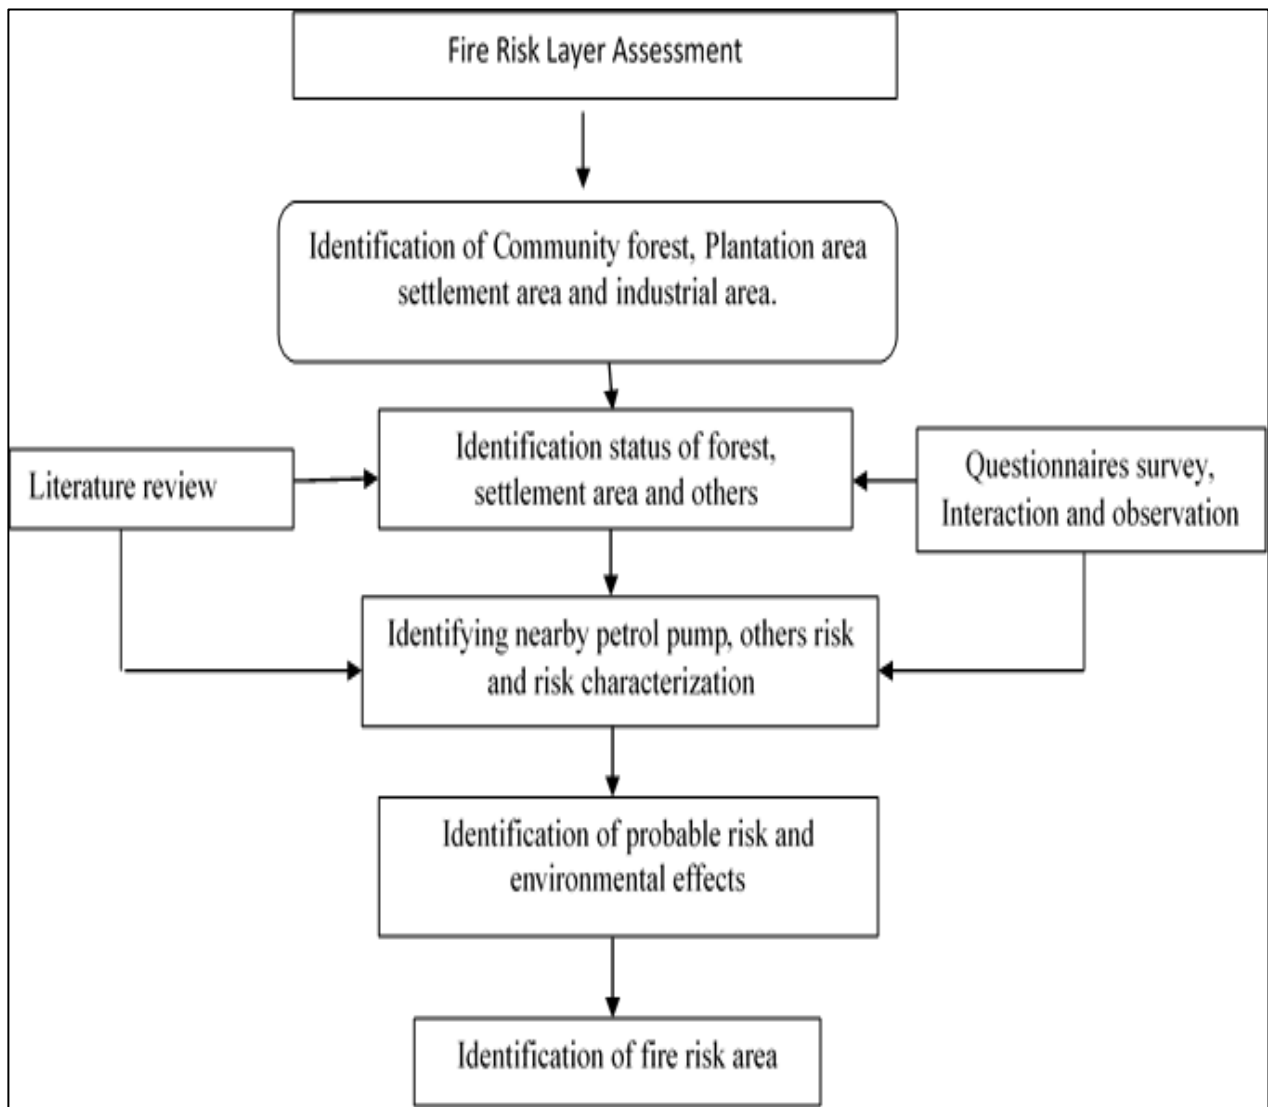 Fire Risk Layer Assessment
Identification of Community forest, Plantation area
settlement area and industrial area.
Identification status of forest,
settlement area and others
Literature review
Questionnaires survey,
Interaction and observation
Identifying nearby petrol pump, others risk
and risk characterization
Identification of probable risk and
environmental effects
Identification of fire risk area